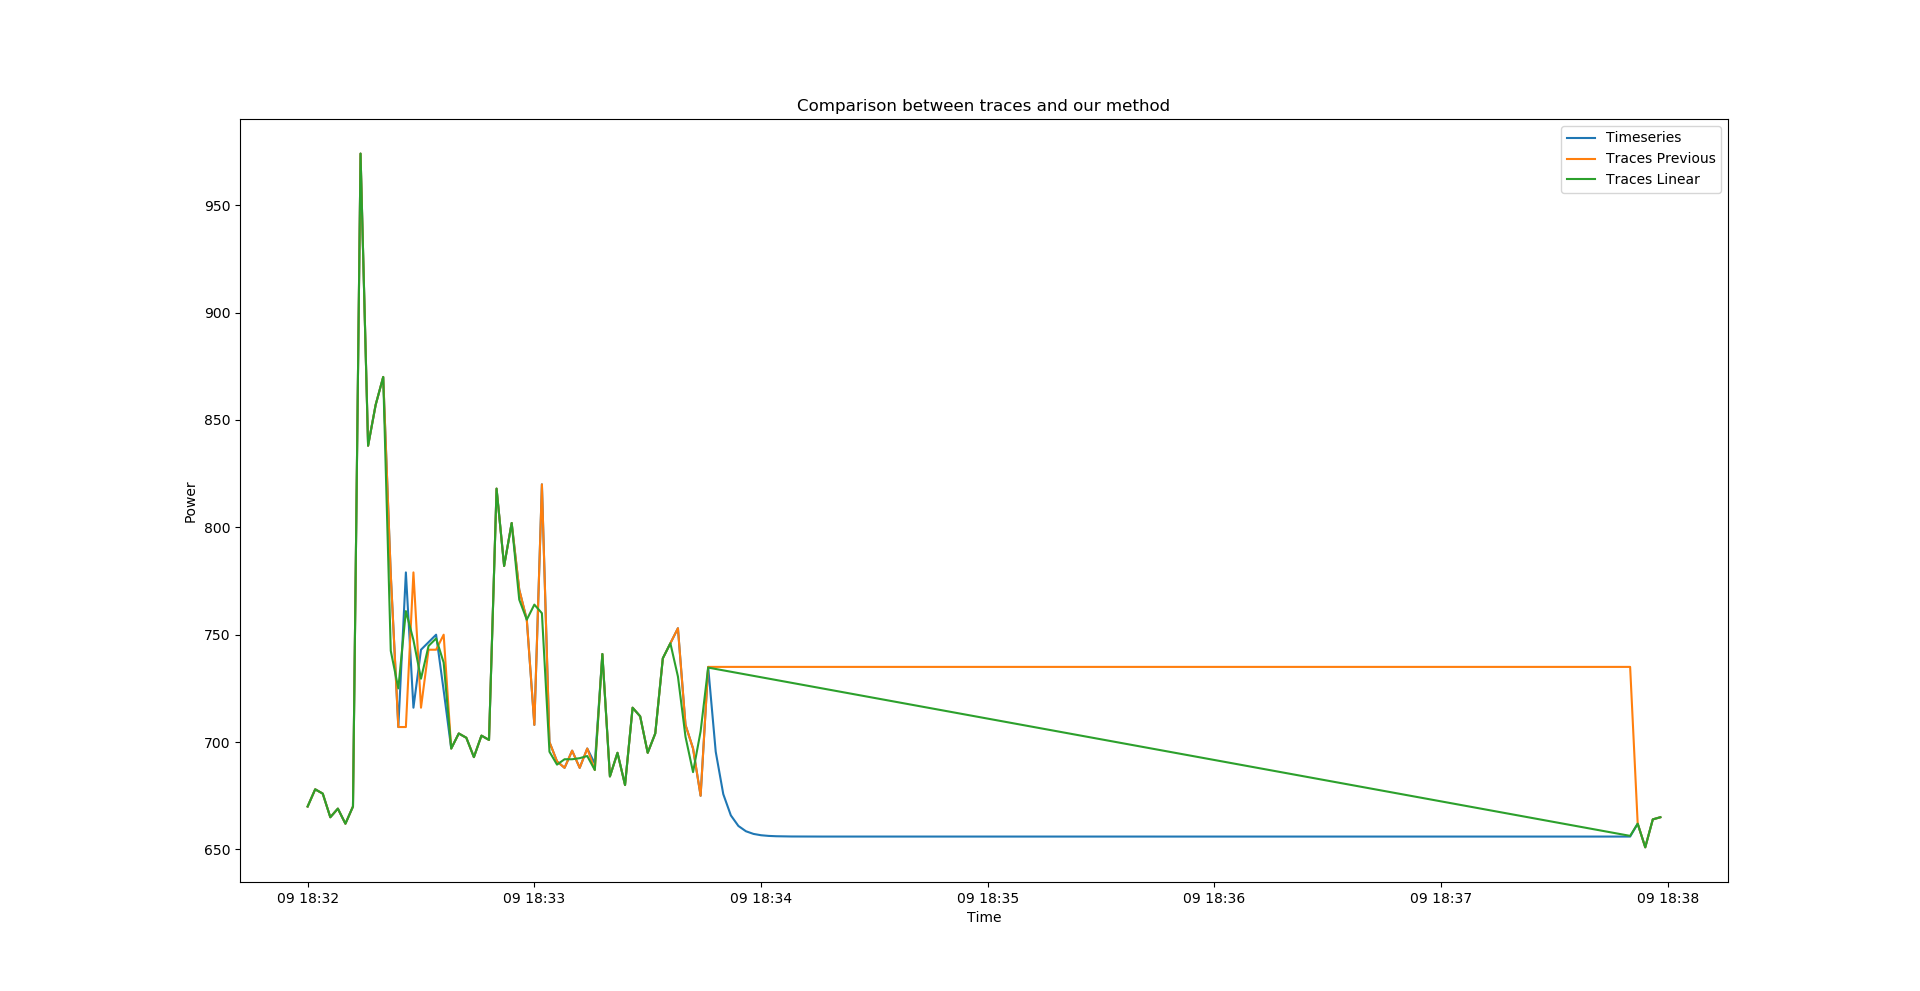 Comparison between traces and our method
Timeseries
Traces Previous
Traces Linear
950
900
850
800
750
700
650
Power
09 18:32
09 18:33
09 18:34
09 18:35
09 18:36
09 18:37
09 18:38
Time